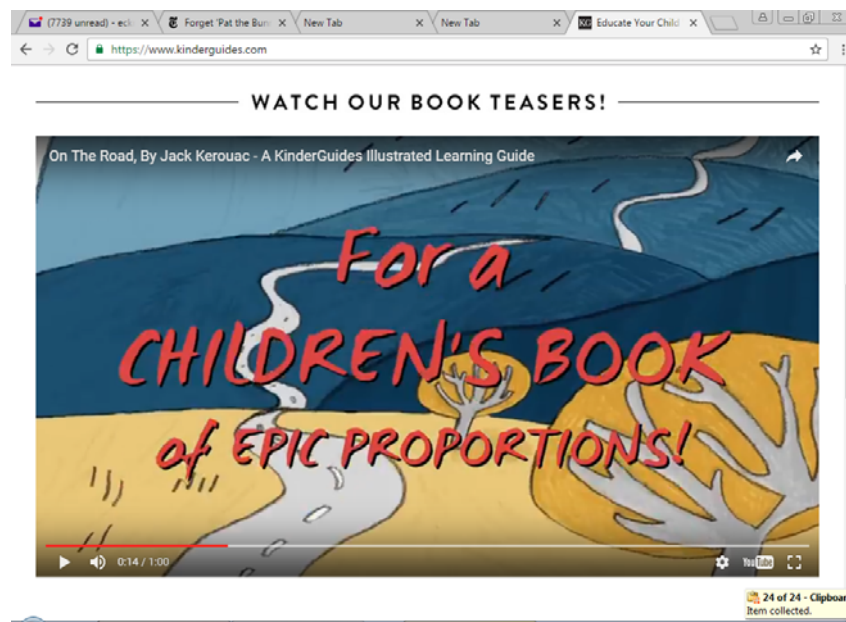 (7739 unread) - eck
Forget 'Pat the Bun
New Tab
New Tab
Educate Your Child
https://www.kinderguides.com
WATCH OUR BOOK TEASERS!
On The Road, By Jack Kerouac - A KinderGuides Illustrated Learning Guide
For a
CHILDREN'S BOOK
of EPIC PROPORTIONS!
0:14 / 1:00
YouTube
24 of 24 - Clipboar
Item collected.